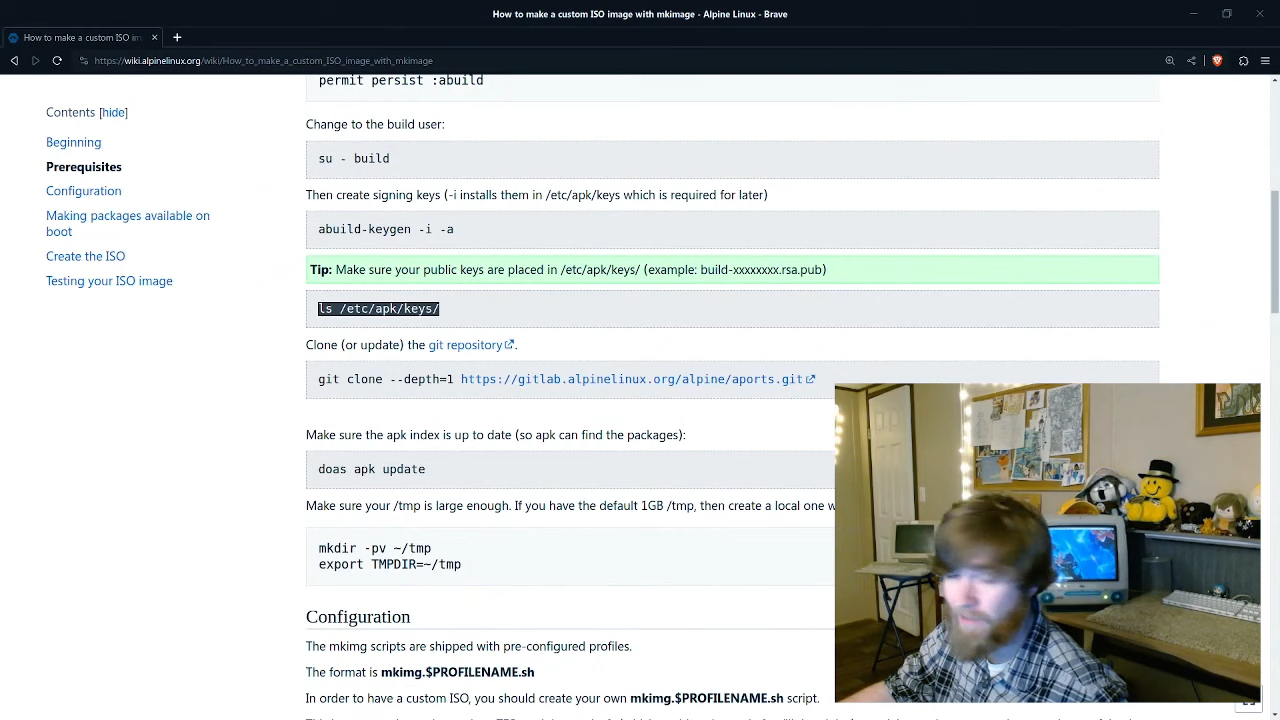 How to make a custom ISO image with mkimage - Alpine Linux - Brave
How to make a custom ISO im
https://wiki.alpinelinux.org/wiki/How_to_make_a_custom_ISO_image_with_mkimage
permit persist :abuild
Contents [hide]
Beginning
Prerequisites
Configuration
Making packages available on
boot
Create the ISO
Testing your ISO image
Change to the build user:
su - build
Then create signing keys (-i installs them in /etc/apk/keys which is required for later)
abuild-keygen -i -a
Tip: Make sure your public keys are placed in /etc/apk/keys/ (example: build-xxxxxxxx.rsa.pub)
ls /etc/apk/keys/
Clone (or update) the git repository.
git clone --depth=1 https://gitlab.alpinelinux.org/alpine/aports.git
Make sure the apk index is up to date (so apk can find the packages):
doas apk update
Make sure your /tmp is large enough. If you have the default 1GB /tmp, then create a local one
mkdir -pv ~/tmp
export TMPDIR=~/tmp
Configuration
The mkimg scripts are shipped with pre-configured profiles.
The format is mkimg.$PROFILENAME.sh
In order to have a custom ISO, you should create your own mkimg.$PROFILENAME.sh script.